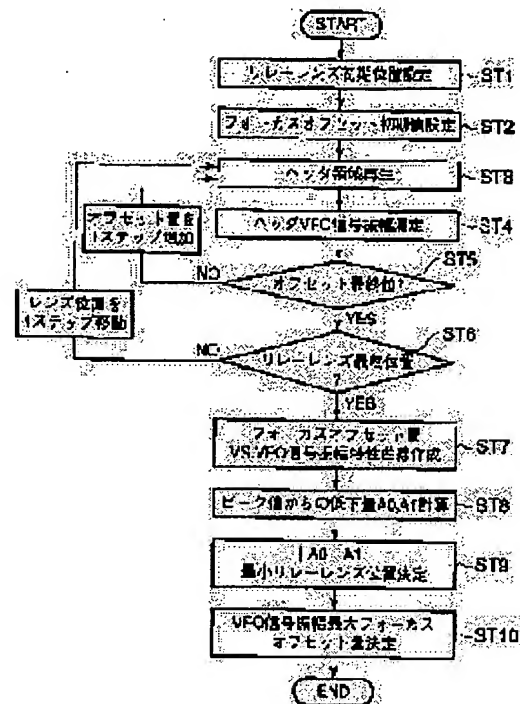 START
リレーレンズ初期位置設定
ST1
フォーカスオフセット初期値設定
ST2
ヘッダ領域再生
ST3
オフセット量を
1ステップ増加
ヘッダVFO信号振幅測定
ST4
ST5
NO
オフセット最終値?
レンズ位置を
1ステップ移動
YES
ST6
NO
リレーレンズ最終位置
?
YES
フォーカスオフセット量
VS.VFO信号振幅特性曲線作成
ST7
ピーク値からの低下量A0,A1計算
ST8
|A0 A1
最小リレーレンズ位置決定
ST9
VFO信号振幅最大フォーカス
オフセット量決定
ST10
END